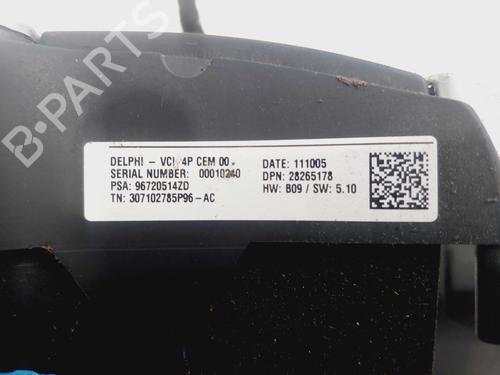 DELPHI - VCI 4P CEM 00
SERIAL NUMBER: 00010240
PSA: 96720514ZD
TN: 307102785P96-AC
DATE: 111005
DPN: 28265178
HW: B09 / SW: 5.10
B-PARTS